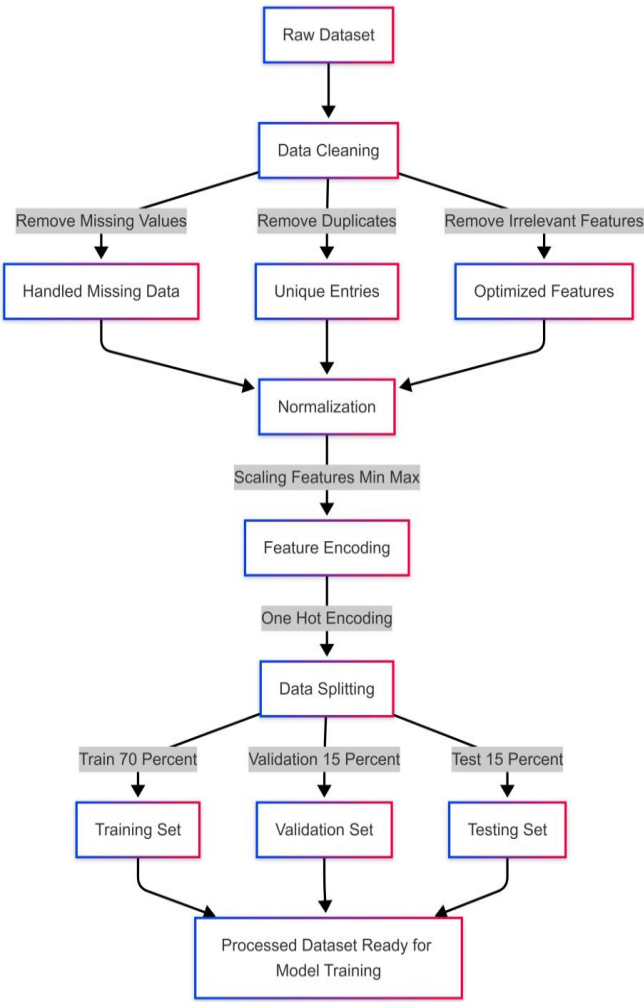 Raw Dataset
Data Cleaning
Remove Missing Values
Remove Duplicates
Remove Irrelevant Features
Handled Missing Data
Unique Entries
Optimized Features
Normalization
Scaling Features Min Max
Feature Encoding
One Hot Encoding
Data Splitting
Train 70 Percent
Validation 15 Percent
Test 15 Percent
Training Set
Validation Set
Testing Set
Processed Dataset Ready for
Model Training